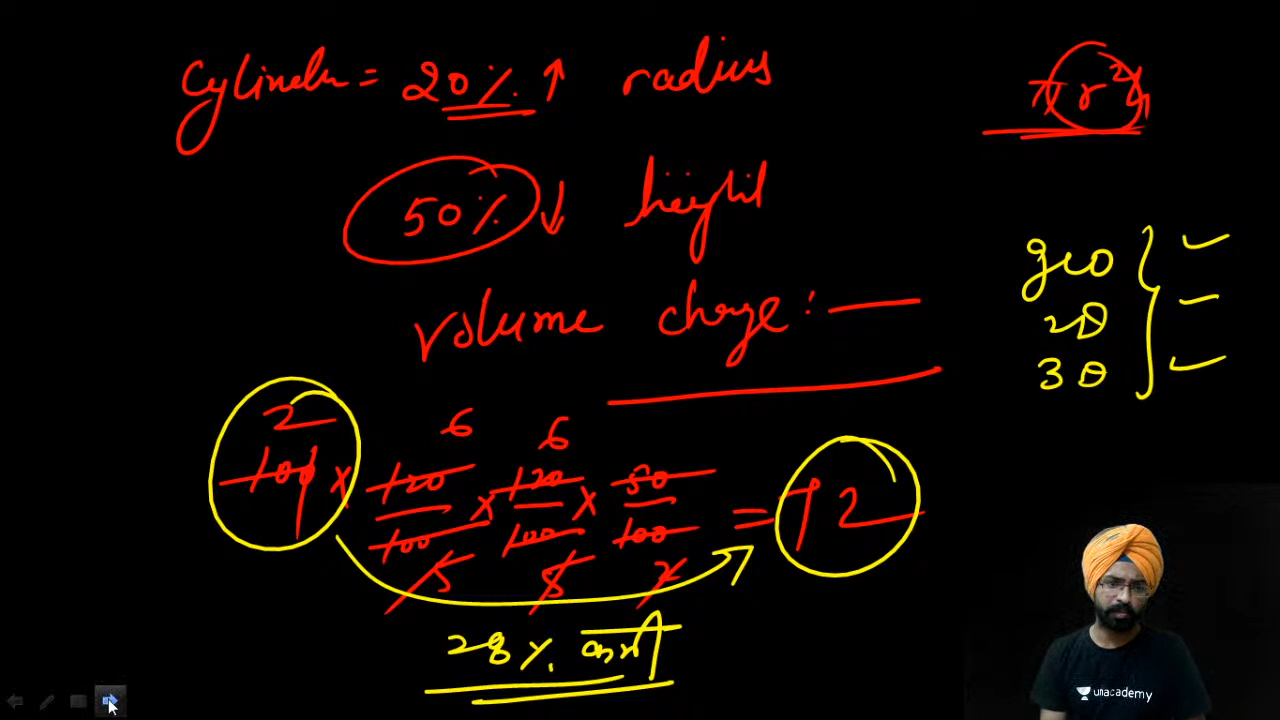 Cylinder = 20% ↑ radius
πr²h
50% ↓ height
geo
2D
3D
volume change : —
2 6 6
100 × 120 × 120 × 50 = 72
100 100 100
5 5 2
28%
unacademy